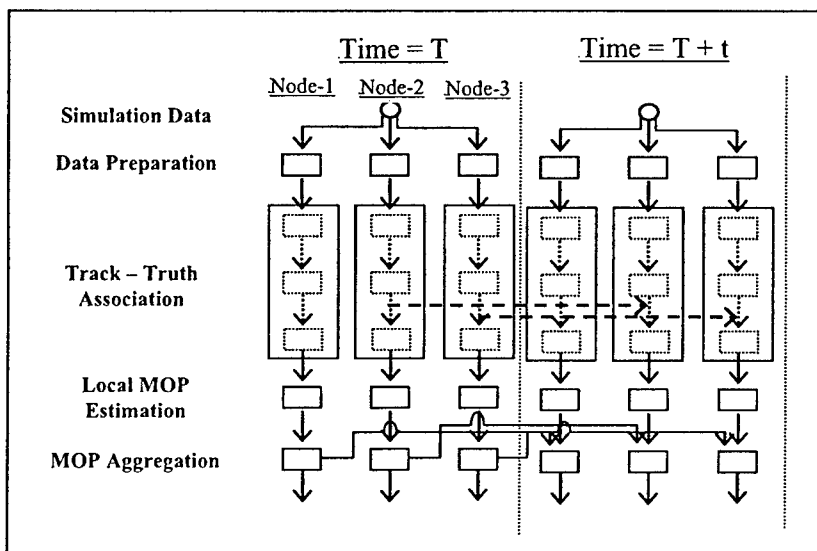 Time = T
Time = T + t
Node-1 Node-2 Node-3
Simulation Data
Data Preparation
Track – Truth
Association
Local MOP
Estimation
MOP Aggregation